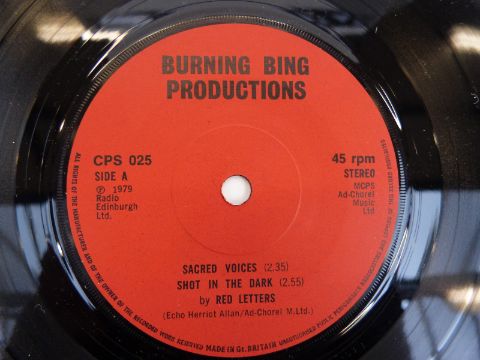 BURNING BING
PRODUCTIONS
CPS 025
SIDE A
℗ 1979
Radio
Edinburgh
Ltd.
45 rpm
STEREO
MCPS
Ad-Chorel
Music
Ltd
SACRED VOICES (2.35)
SHOT IN THE DARK (2.55)
by RED LETTERS
(Echo Herriot Allan/Ad-Chorel M.Ltd.)
ALL RIGHTS OF THE MANUFACTURER AND OF THE OWNER OF THE RECORDED WORK RESERVED MADE IN Gt. BRITAIN UNAUTHORISED PUBLIC PERFORMANCE